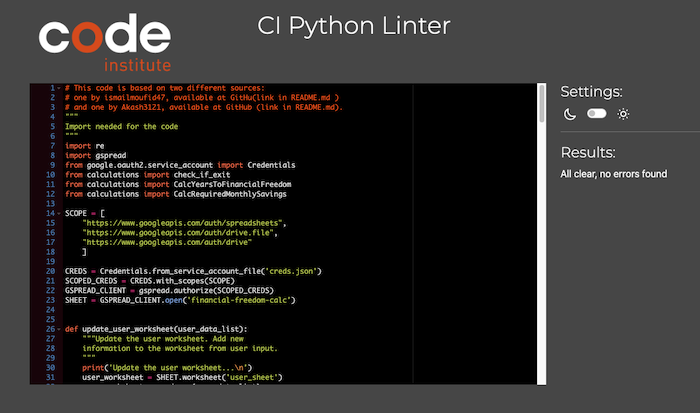 code
institute
CI Python Linter
1 # This code is based on two different sources:
2 # one by ismailmoufid47, available at GitHu(link in README.md )
3 # and one by Akash3121, available at GitHub (link in README.md).
4 """
5 Import needed for the code
6 """
7 import re
8 import gspread
9 from google.oauth2.service_account import Credentials
10 from calculations import check_if_exit
11 from calculations import CalcYearsToFinancialFreedom
12 from calculations import CalcRequiredMonthlySavings
13
14 SCOPE = [
15 "https://www.googleapis.com/auth/spreadsheets",
16 "https://www.googleapis.com/auth/drive.file",
17 "https://www.googleapis.com/auth/drive"
18 ]
19
20 CREDS = Credentials.from_service_account_file('creds.json')
21 SCOPED_CREDS = CREDS.with_scopes(SCOPE)
22 GSPREAD_CLIENT = gspread.authorize(SCOPED_CREDS)
23 SHEET = GSPREAD_CLIENT.open('financial-freedom-calc')
24
25
26 def update_user_worksheet(user_data_list):
27 """Update the user worksheet. Add new
28 information to the worksheet from user input.
29 """
30 print('Update the user worksheet...\n')
31 user_worksheet = SHEET.worksheet('user_sheet')
Settings:
Results:
All clear, no errors found